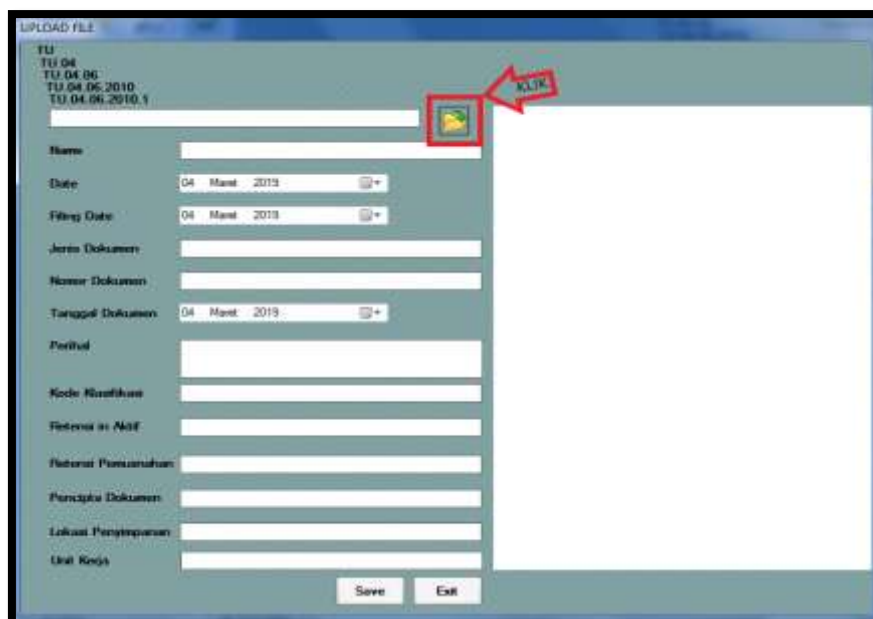 UPLOAD FILE
TU
TU.04
TU.04.06
TU.04.06.2010
TU.04.06.2010.1
KLIK
Name
Date 04 Maret 2019
Filing Date 04 Maret 2019
Jenis Dokumen
Nomor Dokumen
Tanggal Dokumen 04 Maret 2019
Perihal
Kode Klasifikasi
Retensi in Aktif
Retensi Pemusnahan
Pencipta Dokumen
Lokasi Penyimpanan
Unit Kerja
Save Exit